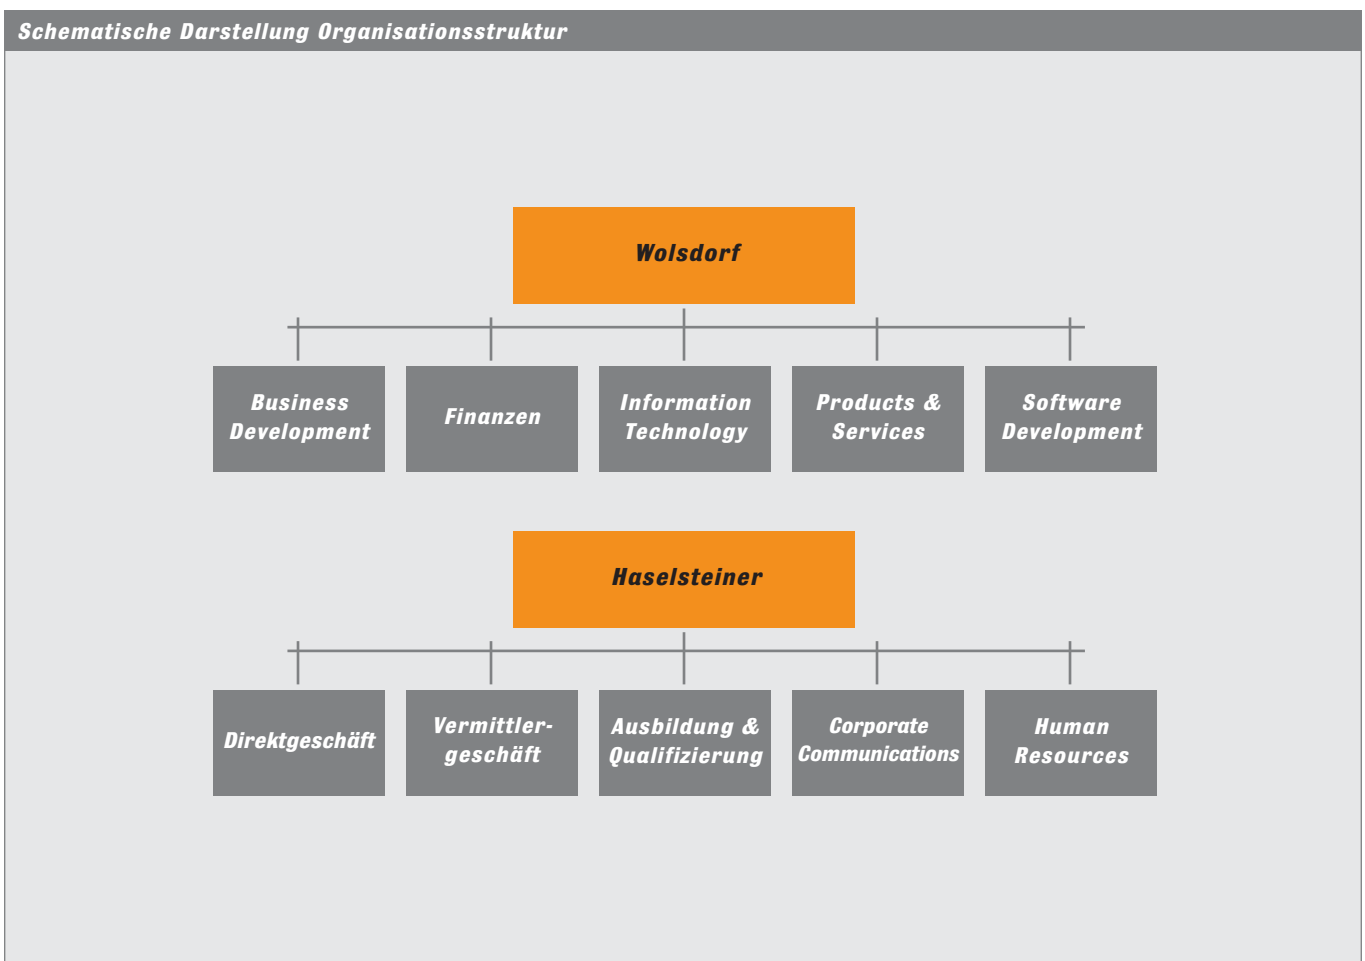 Schematische Darstellung Organisationsstruktur
Wolsdorf
Business
Development
Finanzen
Information
Technology
Products &
Services
Software
Development
Haselsteiner
Direktgeschäft
Vermittler-
geschäft
Ausbildung &
Qualifizierung
Corporate
Communications
Human
Resources